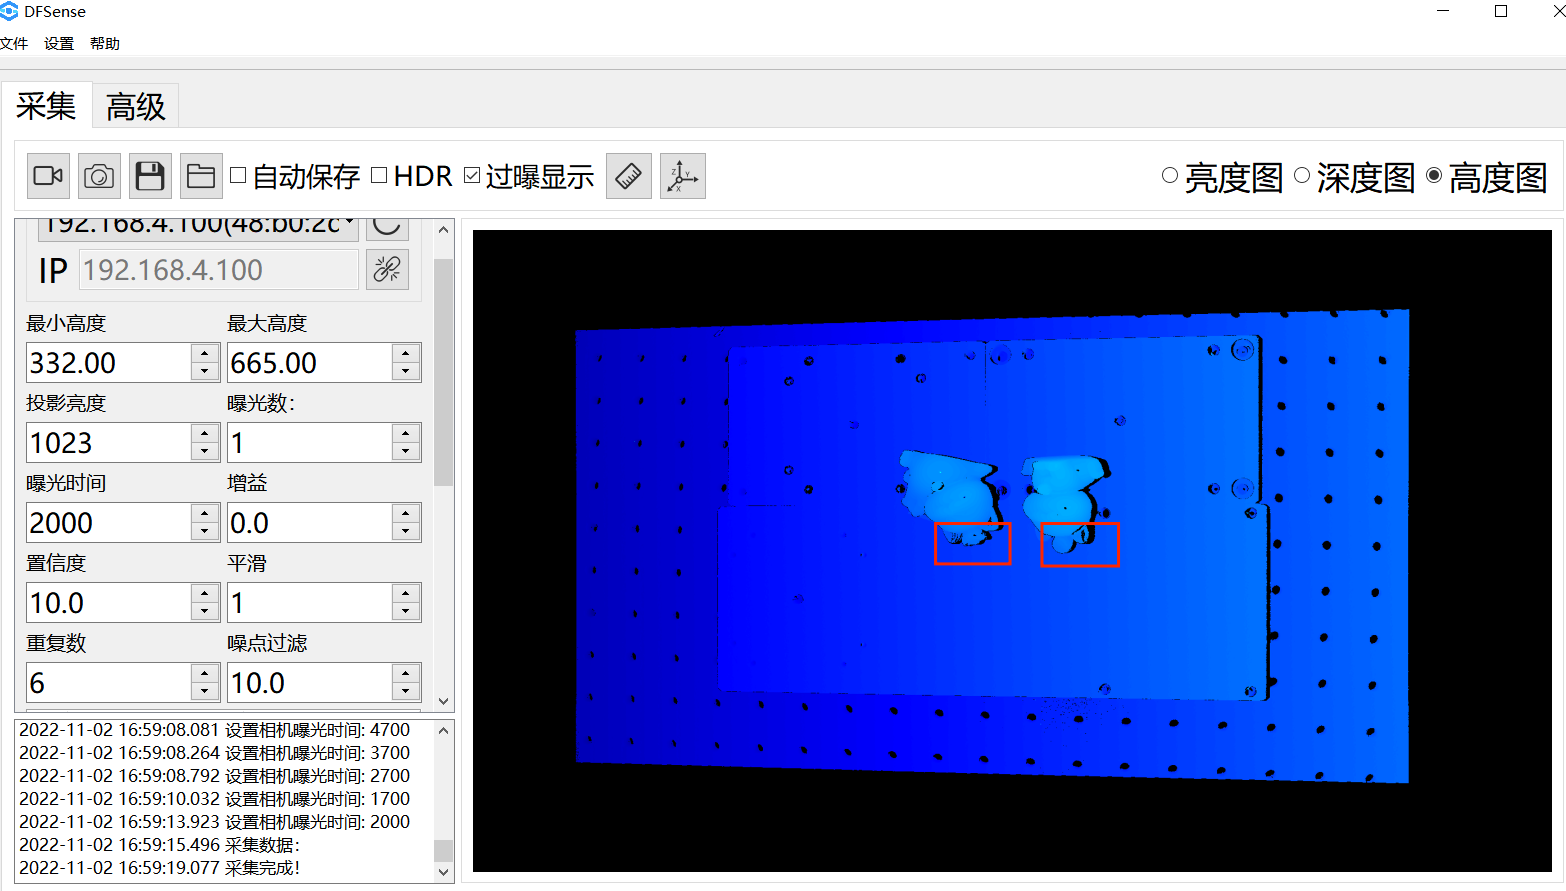 DFSense
文件 设置 帮助
采集 高级
自动保存 HDR 过曝显示 亮度图 深度图 高度图
192.168.4.100(48:b0:2c
IP 192.168.4.100
最小高度 最大高度
332.00 665.00
投影亮度 曝光数:
1023 1
曝光时间 增益
2000 0.0
置信度 平滑
10.0 1
重复数 噪点过滤
6 10.0
2022-11-02 16:59:08.081 设置相机曝光时间: 4700
2022-11-02 16:59:08.264 设置相机曝光时间: 3700
2022-11-02 16:59:08.792 设置相机曝光时间: 2700
2022-11-02 16:59:10.032 设置相机曝光时间: 1700
2022-11-02 16:59:13.923 设置相机曝光时间: 2000
2022-11-02 16:59:15.496 采集数据:
2022-11-02 16:59:19.077 采集完成!